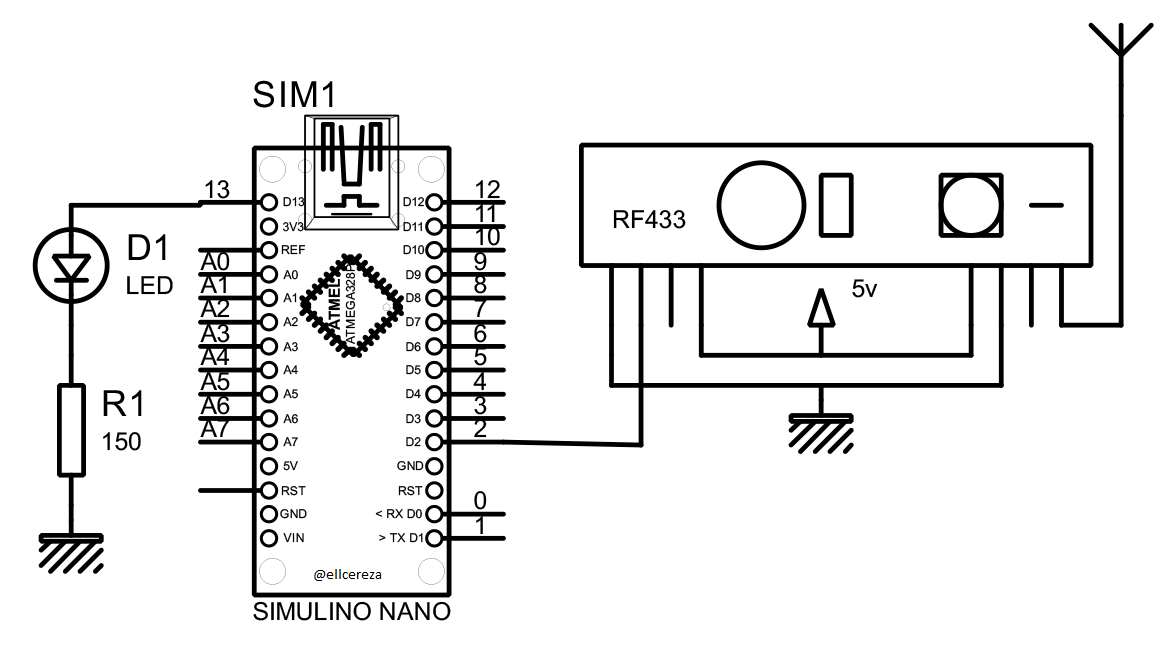 SIM1
13
D13
3V3
REF
A0
A0
A1
A1
A2
A2
A3
A3
A4
A4
A5
A5
A6
A6
A7
A7
5V
RST
GND
VIN
ATMEL
ATMEGA328P
D12
12
D11
11
D10
10
D9
9
D8
8
D7
7
D6
6
D5
5
D4
4
D3
3
D2
2
GND
RST
< RX D0
0
> TX D1
1
@ellcereza
SIMULINO NANO
D1
LED
R1
150
RF433
5v